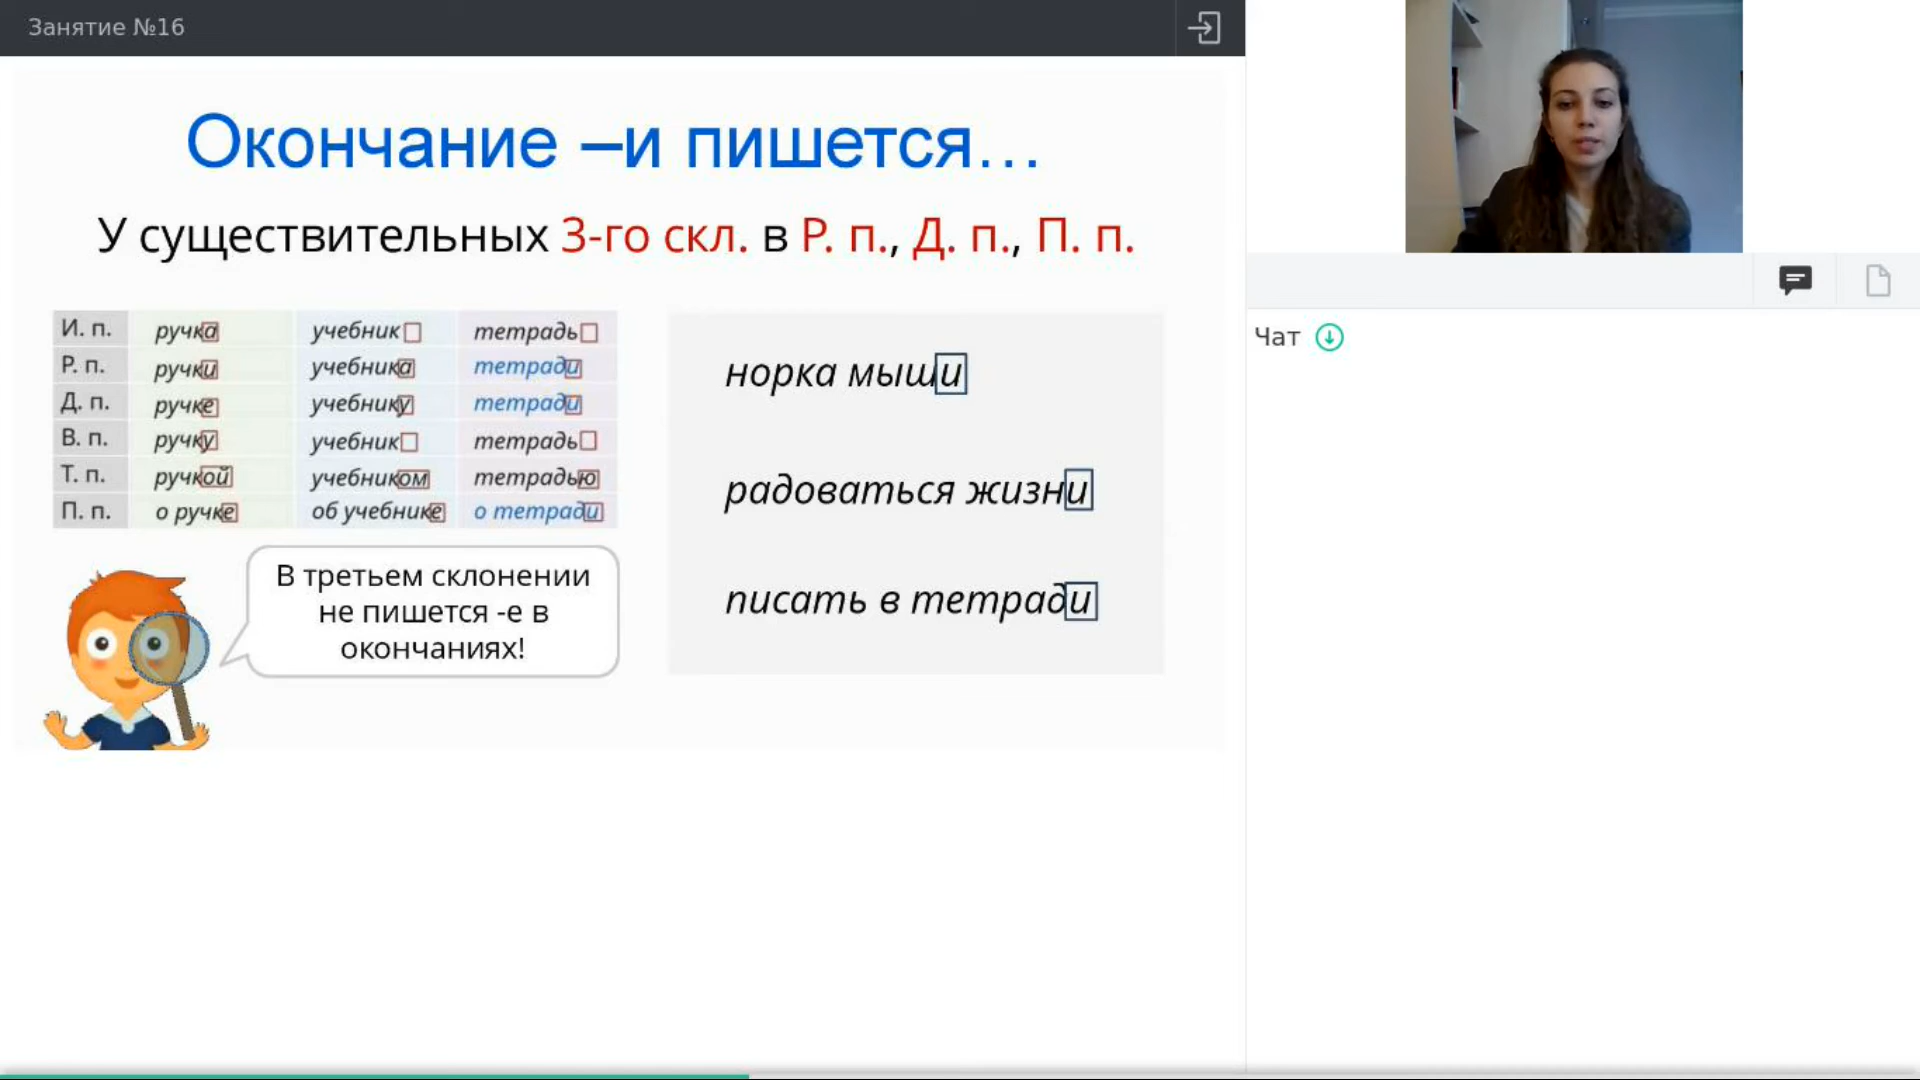 Занятие №16
Окончание –и пишется...
У существительных 3-го скл. в Р. п., Д. п., П. п.
И. п. ручка учебник тетрадь
Р. п. ручки учебника тетради
Д. п. ручке учебнику тетради
В. п. ручку учебник тетрадь
Т. п. ручкой учебником тетрадью
П. п. о ручке об учебнике о тетради
норка мыши
радоваться жизни
писать в тетради
В третьем склонении
не пишется -е в
окончаниях!
Чат